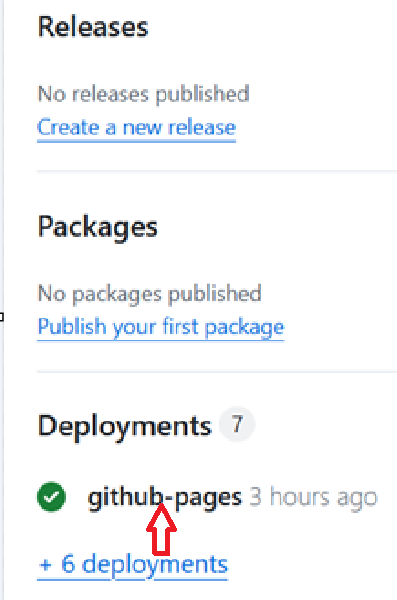 Releases
No releases published
Create a new release
Packages
No packages published
Publish your first package
Deployments 7
github-pages 3 hours ago
+ 6 deployments